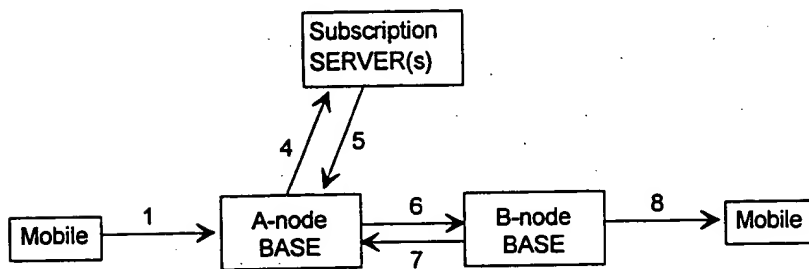 Subscription
SERVER(s)
4
5
Mobile
1
A-node
BASE
6
7
B-node
BASE
8
Mobile